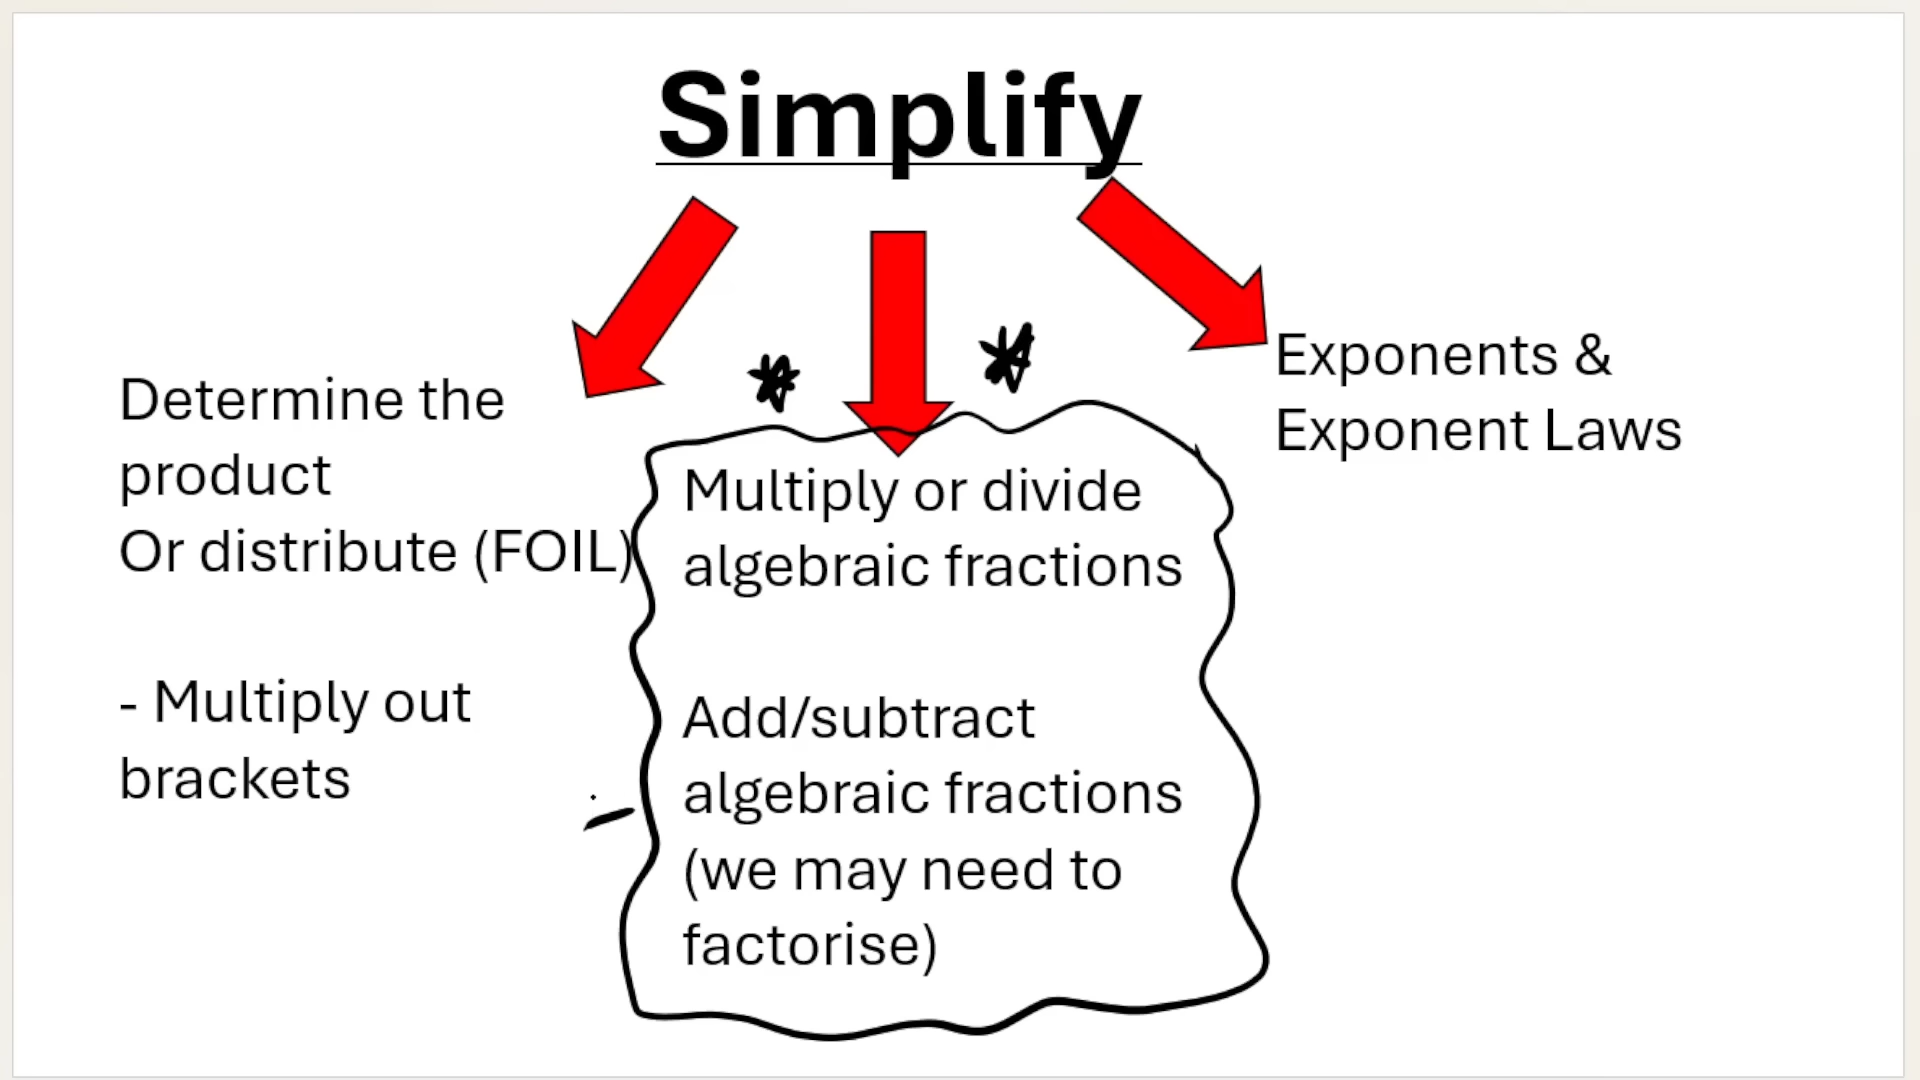 Simplify
Determine the
product
Or distribute (FOIL)
- Multiply out
brackets
Multiply or divide
algebraic fractions
Add/subtract
algebraic fractions
(we may need to
factorise)
Exponents &
Exponent Laws